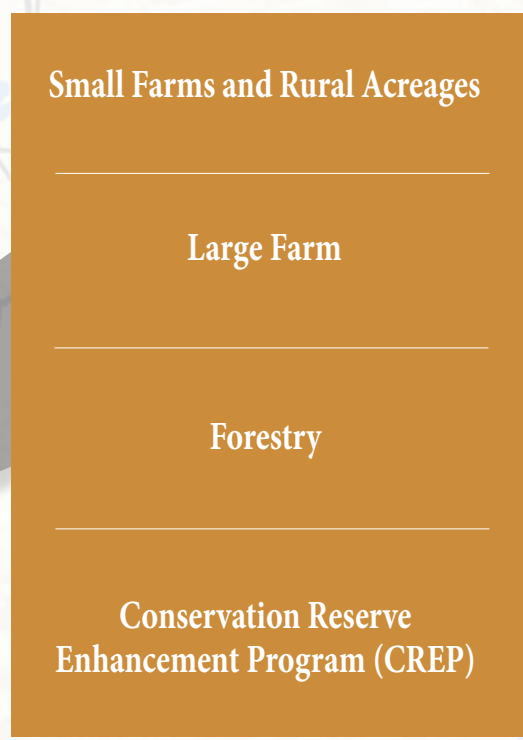 Small Farms and Rural Acreages
Large Farm
Forestry
Conservation Reserve
Enhancement Program (CREP)